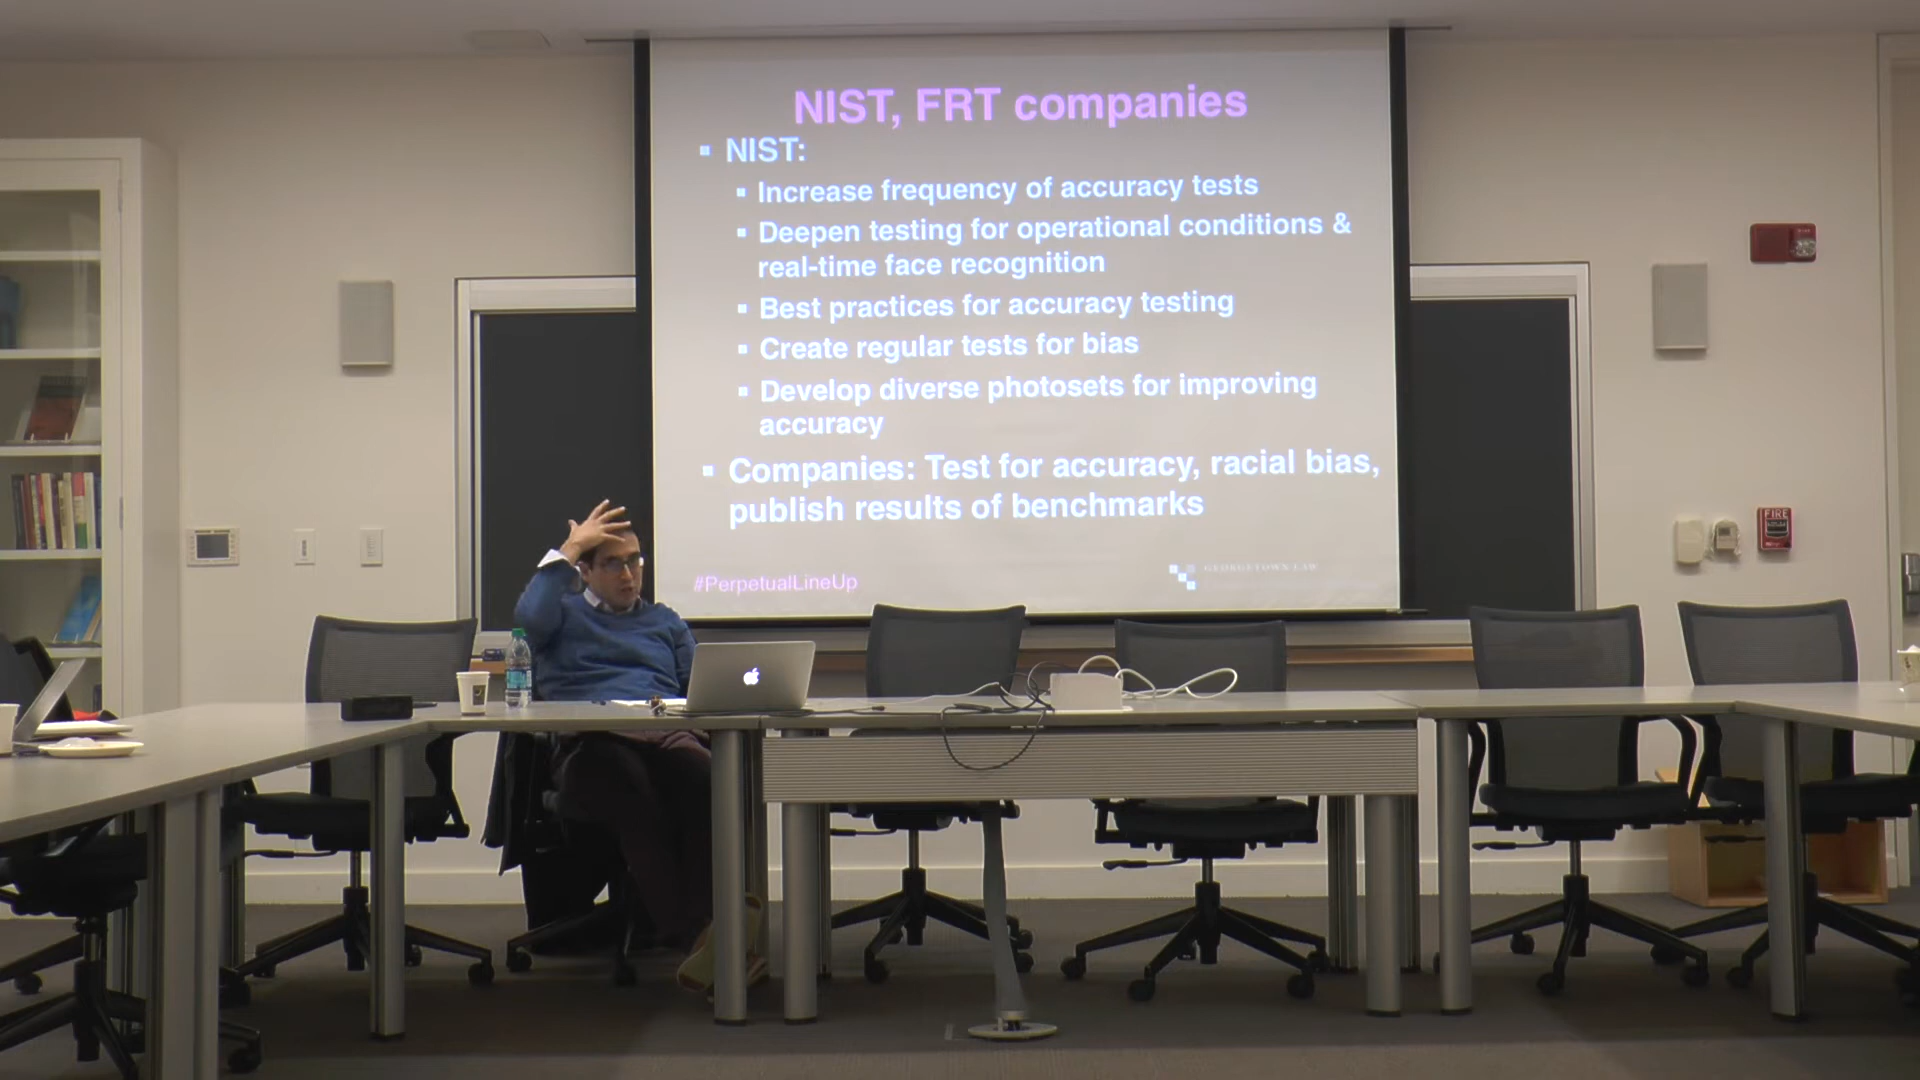 NIST, FRT companies
NIST:
Increase frequency of accuracy tests
Deepen testing for operational conditions &
real-time face recognition
Best practices for accuracy testing
Create regular tests for bias
Develop diverse photosets for improving
accuracy
Companies: Test for accuracy, racial bias,
publish results of benchmarks
#PerpetualLineUp
GEORGETOWN LAW
FIRE